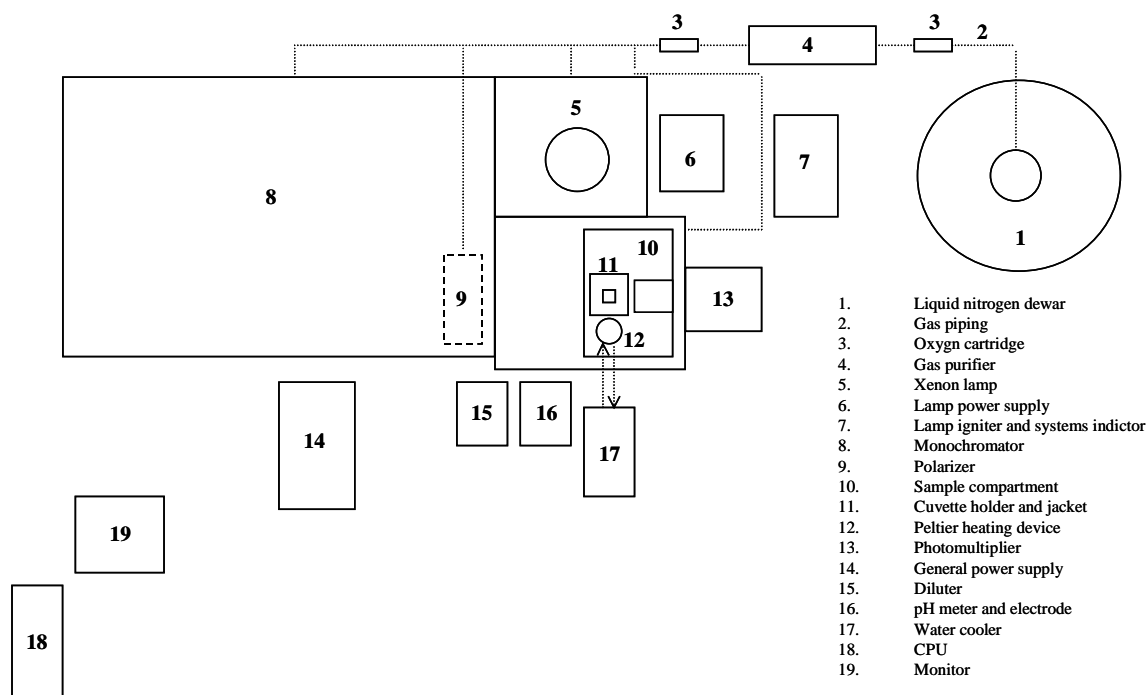 3
3
2
4
5
6
7
8
1
10
11
9
13
12
15
16
14
17
19
18
1. Liquid nitrogen dewar
2. Gas piping
3. Oxygn cartridge
4. Gas purifier
5. Xenon lamp
6. Lamp power supply
7. Lamp igniter and systems indictor
8. Monochromator
9. Polarizer
10. Sample compartment
11. Cuvette holder and jacket
12. Peltier heating device
13. Photomultiplier
14. General power supply
15. Diluter
16. pH meter and electrode
17. Water cooler
18. CPU
19. Monitor